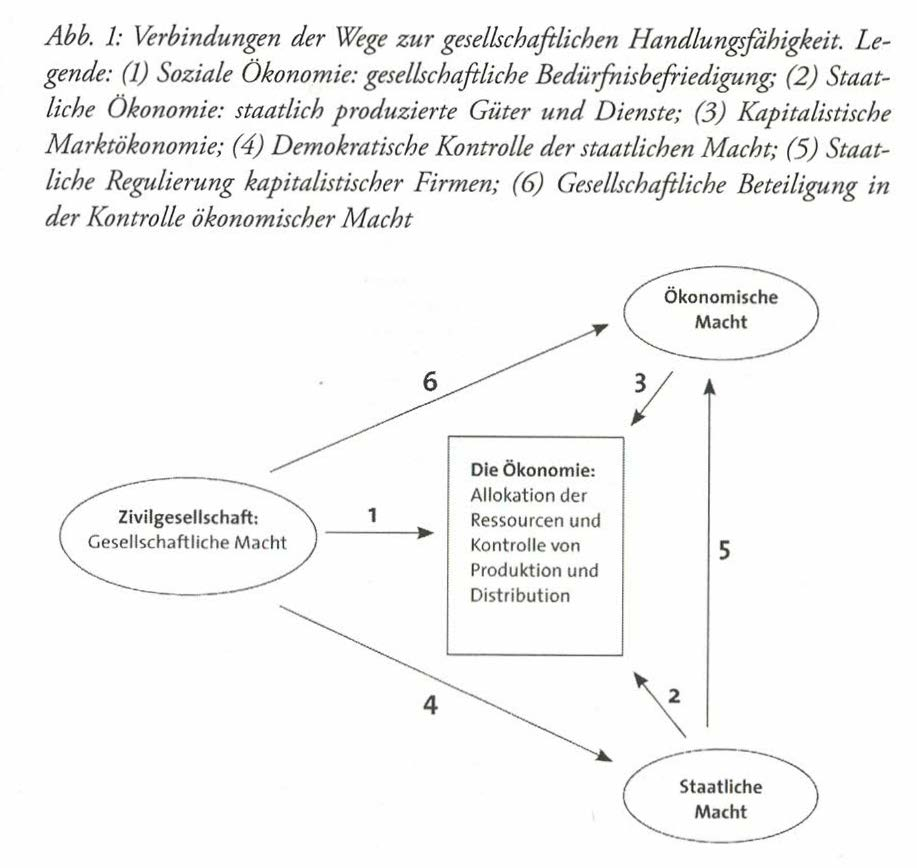 Abb. 1: Verbindungen der Wege zur gesellschaftlichen Handlungsfähigkeit. Le-
gende: (1) Soziale Ökonomie: gesellschaftliche Bedürfnisbefriedigung; (2) Staat-
liche Ökonomie: staatlich produzierte Güter und Dienste; (3) Kapitalistische
Marktökonomie; (4) Demokratische Kontrolle der staatlichen Macht; (5) Staat-
liche Regulierung kapitalistischer Firmen; (6) Gesellschaftliche Beteiligung in
der Kontrolle ökonomischer Macht
Ökonomische
Macht
6
3
Die Ökonomie:
Allokation der
Ressourcen und
Kontrolle von
Produktion und
Distribution
Zivilgesellschaft:
Gesellschaftliche Macht
1
5
4
2
Staatliche
Macht